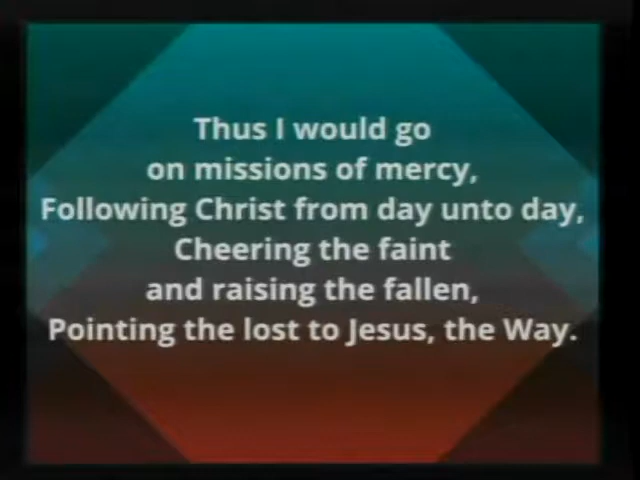 Thus I would go
on missions of mercy,
Following Christ from day unto day,
Cheering the faint
and raising the fallen,
Pointing the lost to Jesus, the Way.